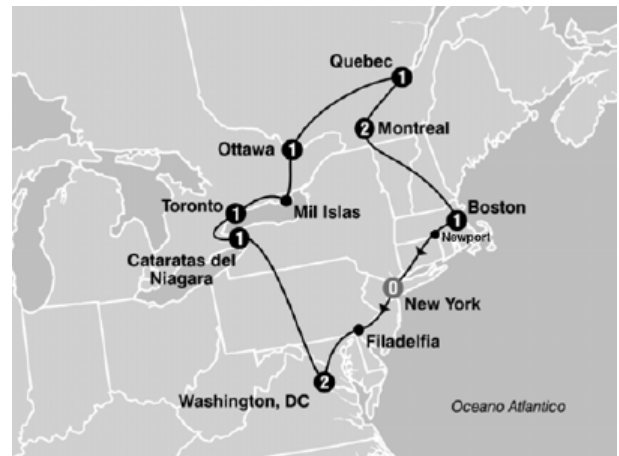 Quebec
1
2
Montreal
Ottawa
1
Toronto
1
Mil Islas
1
Boston
Newport
1
Cataratas del
Niagara
0
New York
Filadelfia
2
Washington, DC
Oceano Atlantico